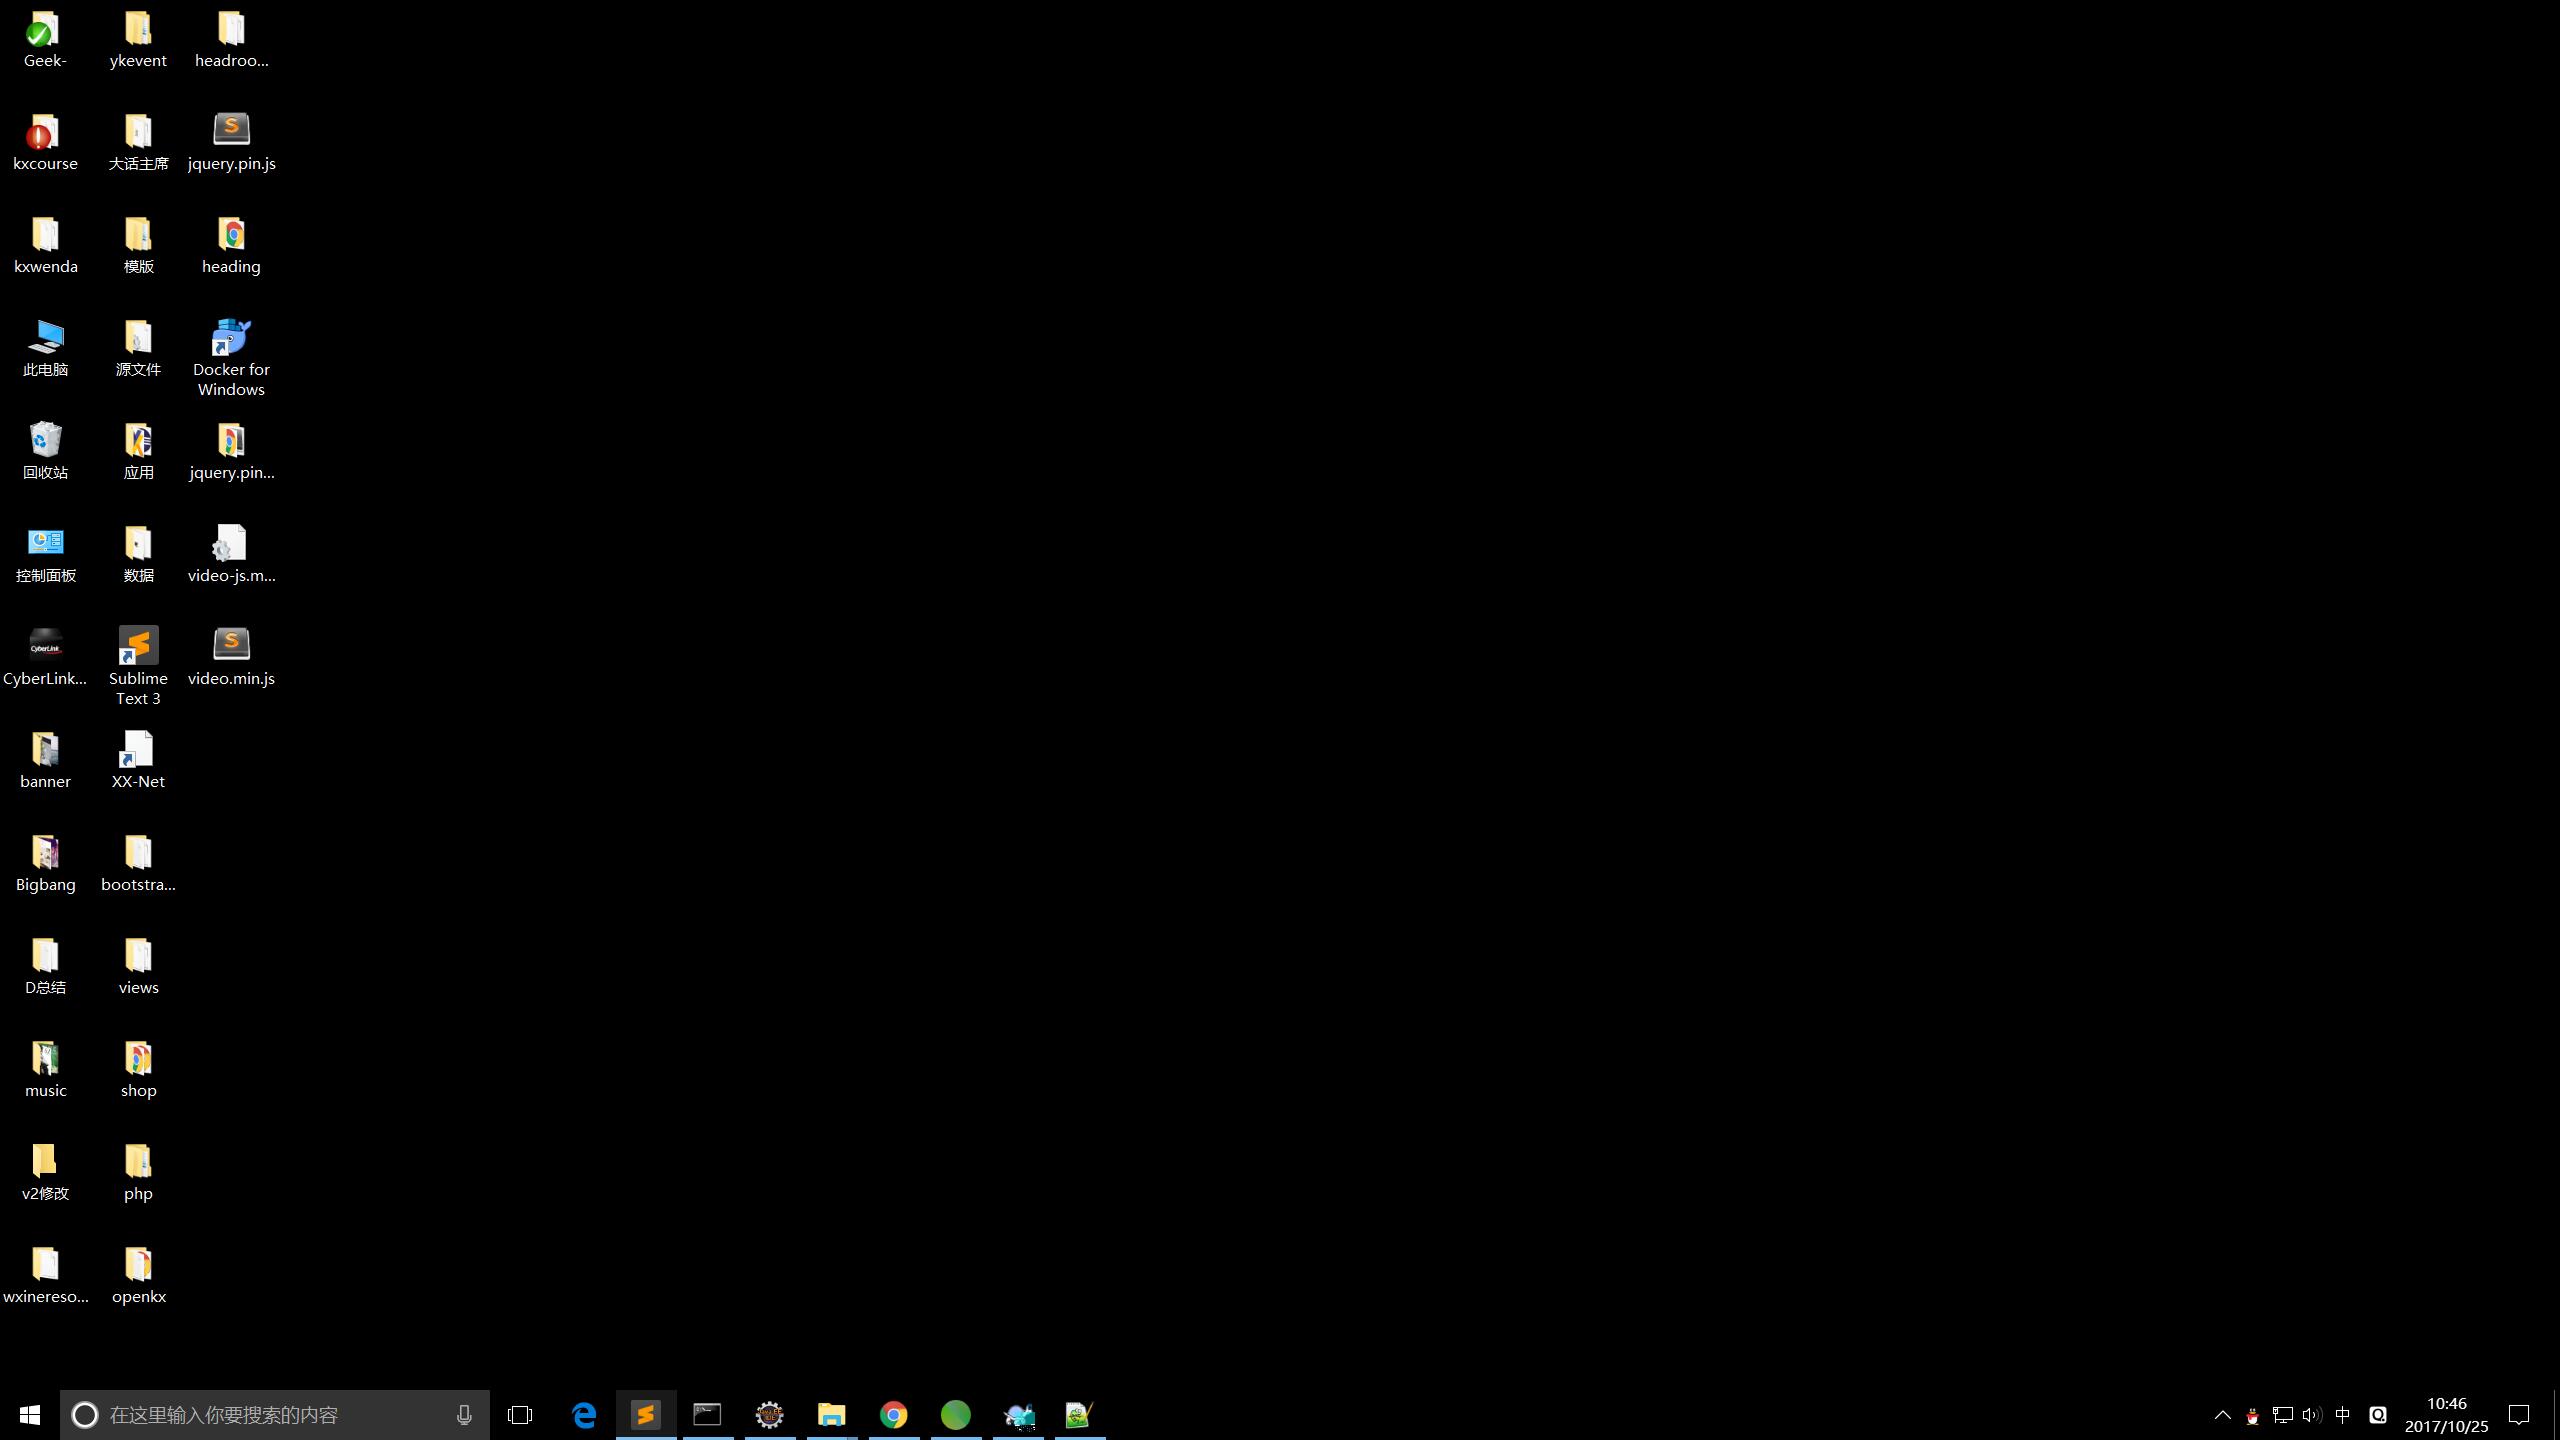 Geek-
kxcourse
kxwenda
此电脑
回收站
控制面板
CyberLink...
banner
Bigbang
D总结
music
v2修改
wxinereso...
ykevent
大话主席
模版
源文件
应用
数据
Sublime
Text 3
XX-Net
bootstra...
views
shop
php
openkx
headroo...
jquery.pin.js
heading
Docker for
Windows
jquery.pin...
video-js.m...
video.min.js
在这里输入你要搜索的内容
中
10:46
2017/10/25